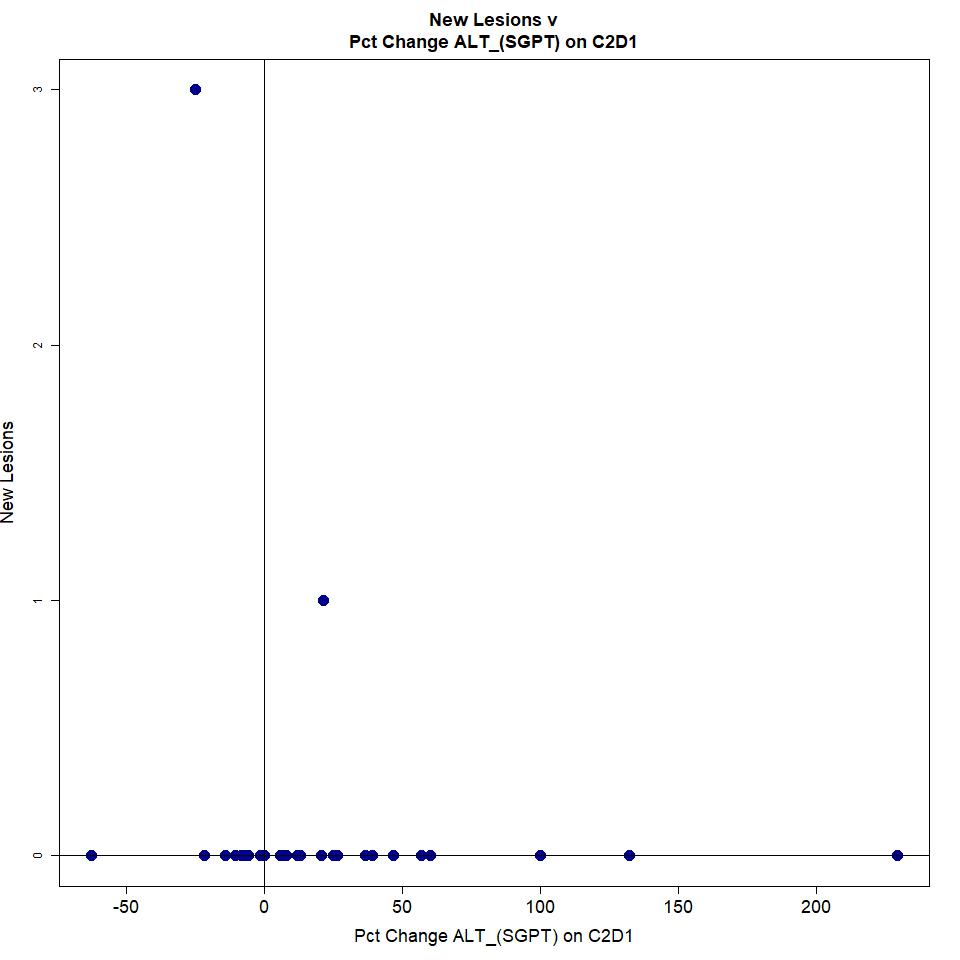 New Lesions v
Pct Change ALT_(SGPT) on C2D1
3
2
1
0
New Lesions
-50 0 50 100 150 200
Pct Change ALT_(SGPT) on C2D1